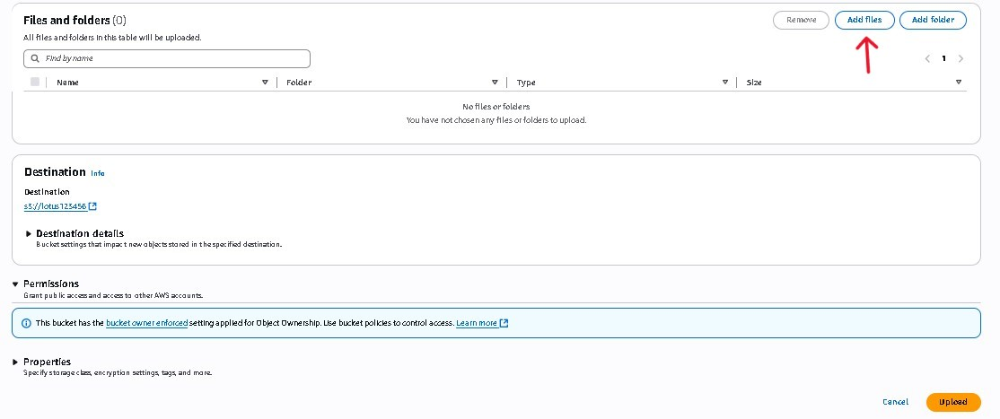 Files and folders (0)
Remove
Add files
Add folder
All files and folders in this table will be uploaded.
Find by name
1
Name
Folder
Type
Size
No files or folders
You have not chosen any files or folders to upload.
Destination Info
Destination
s3://lotus123456
Destination details
Bucket settings that impact new objects stored in the specified destination.
Permissions
Grant public access and access to other AWS accounts.
This bucket has the bucket owner enforced setting applied for Object Ownership. Use bucket policies to control access. Learn more
Properties
Specify storage class, encryption settings, tags, and more.
Cancel
Upload